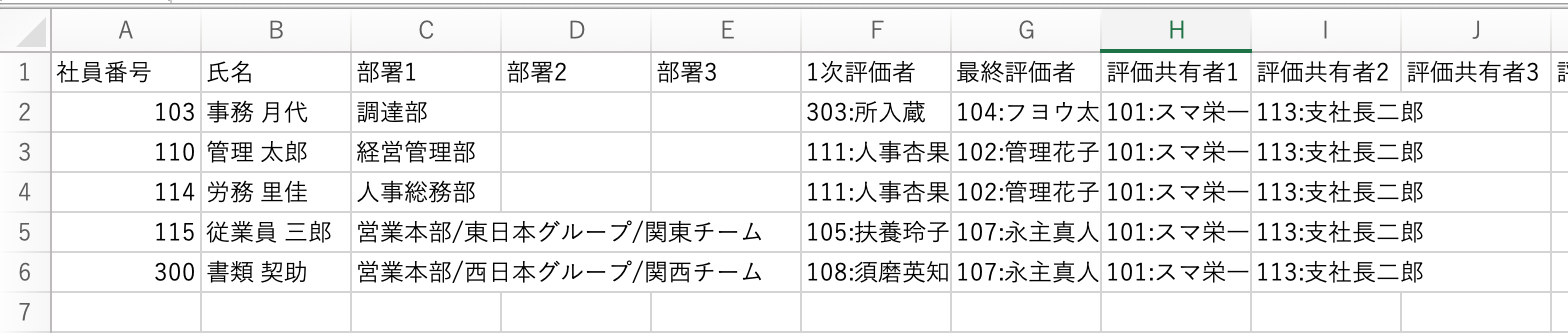 A B C D E F G H I J
1 社員番号 氏名 部署1 部署2 部署3 1次評価者 最終評価者 評価共有者1 評価共有者2 評価共有者3
2 103 事務 月代 調達部 303:所入蔵 104:フヨウ太 101:スマ栄一 113:支社長二郎
3 110 管理 太郎 経営管理部 111:人事杏果 102:管理花子 101:スマ栄一 113:支社長二郎
4 114 労務 里佳 人事総務部 111:人事杏果 102:管理花子 101:スマ栄一 113:支社長二郎
5 115 従業員 三郎 営業本部/東日本グループ/関東チーム 105:扶養玲子 107:永主真人 101:スマ栄一 113:支社長二郎
6 300 書類 契助 営業本部/西日本グループ/関西チーム 108:須磨英知 107:永主真人 101:スマ栄一 113:支社長二郎
7